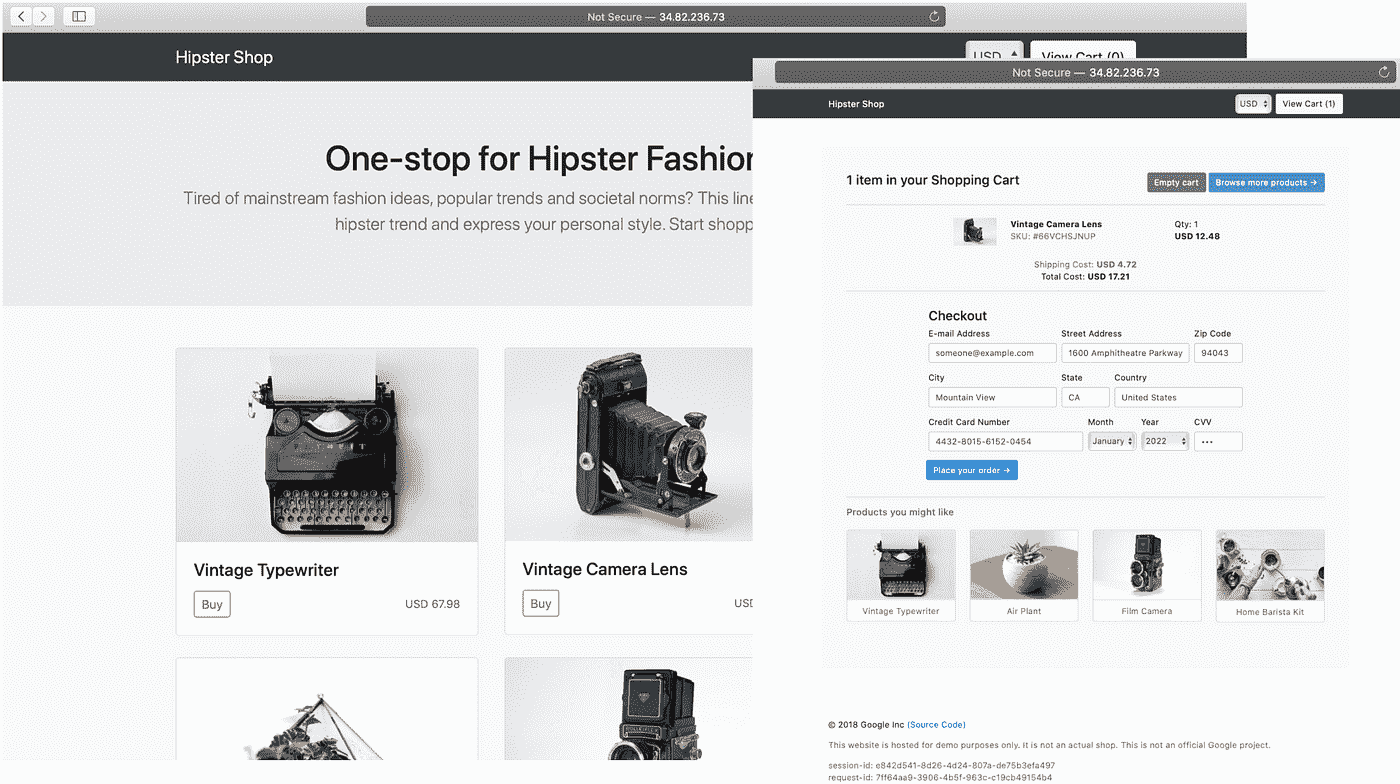 Not Secure — 34.82.236.73
Hipster Shop
USD View Cart (0)
One-stop for Hipster Fashion
Tired of mainstream fashion ideas, popular trends and societal norms? This line
hipster trend and express your personal style. Start shopp
Vintage Typewriter
Buy USD 67.98
Vintage Camera Lens
Buy USD
Not Secure — 34.82.236.73
Hipster Shop USD View Cart (1)
1 item in your Shopping Cart Empty cart Browse more products →
Vintage Camera Lens Qty: 1
SKU: #66VCHSJNUP USD 12.48
Shipping Cost: USD 4.72
Total Cost: USD 17.21
Checkout
E-mail Address Street Address Zip Code
someone@example.com 1600 Amphitheatre Parkway 94043
City State Country
Mountain View CA United States
Credit Card Number Month Year CVV
4432-8015-6152-0454 January 2022 •••
Place your order →
Products you might like
Vintage Typewriter Air Plant Film Camera Home Barista Kit
© 2018 Google Inc (Source Code)
This website is hosted for demo purposes only. It is not an actual shop. This is not an official Google project.
session-id: e842d541-8d26-4d24-807a-de75b3efa497
request-id: 7ff64aa9-3906-4b5f-963c-c19cb49154b4